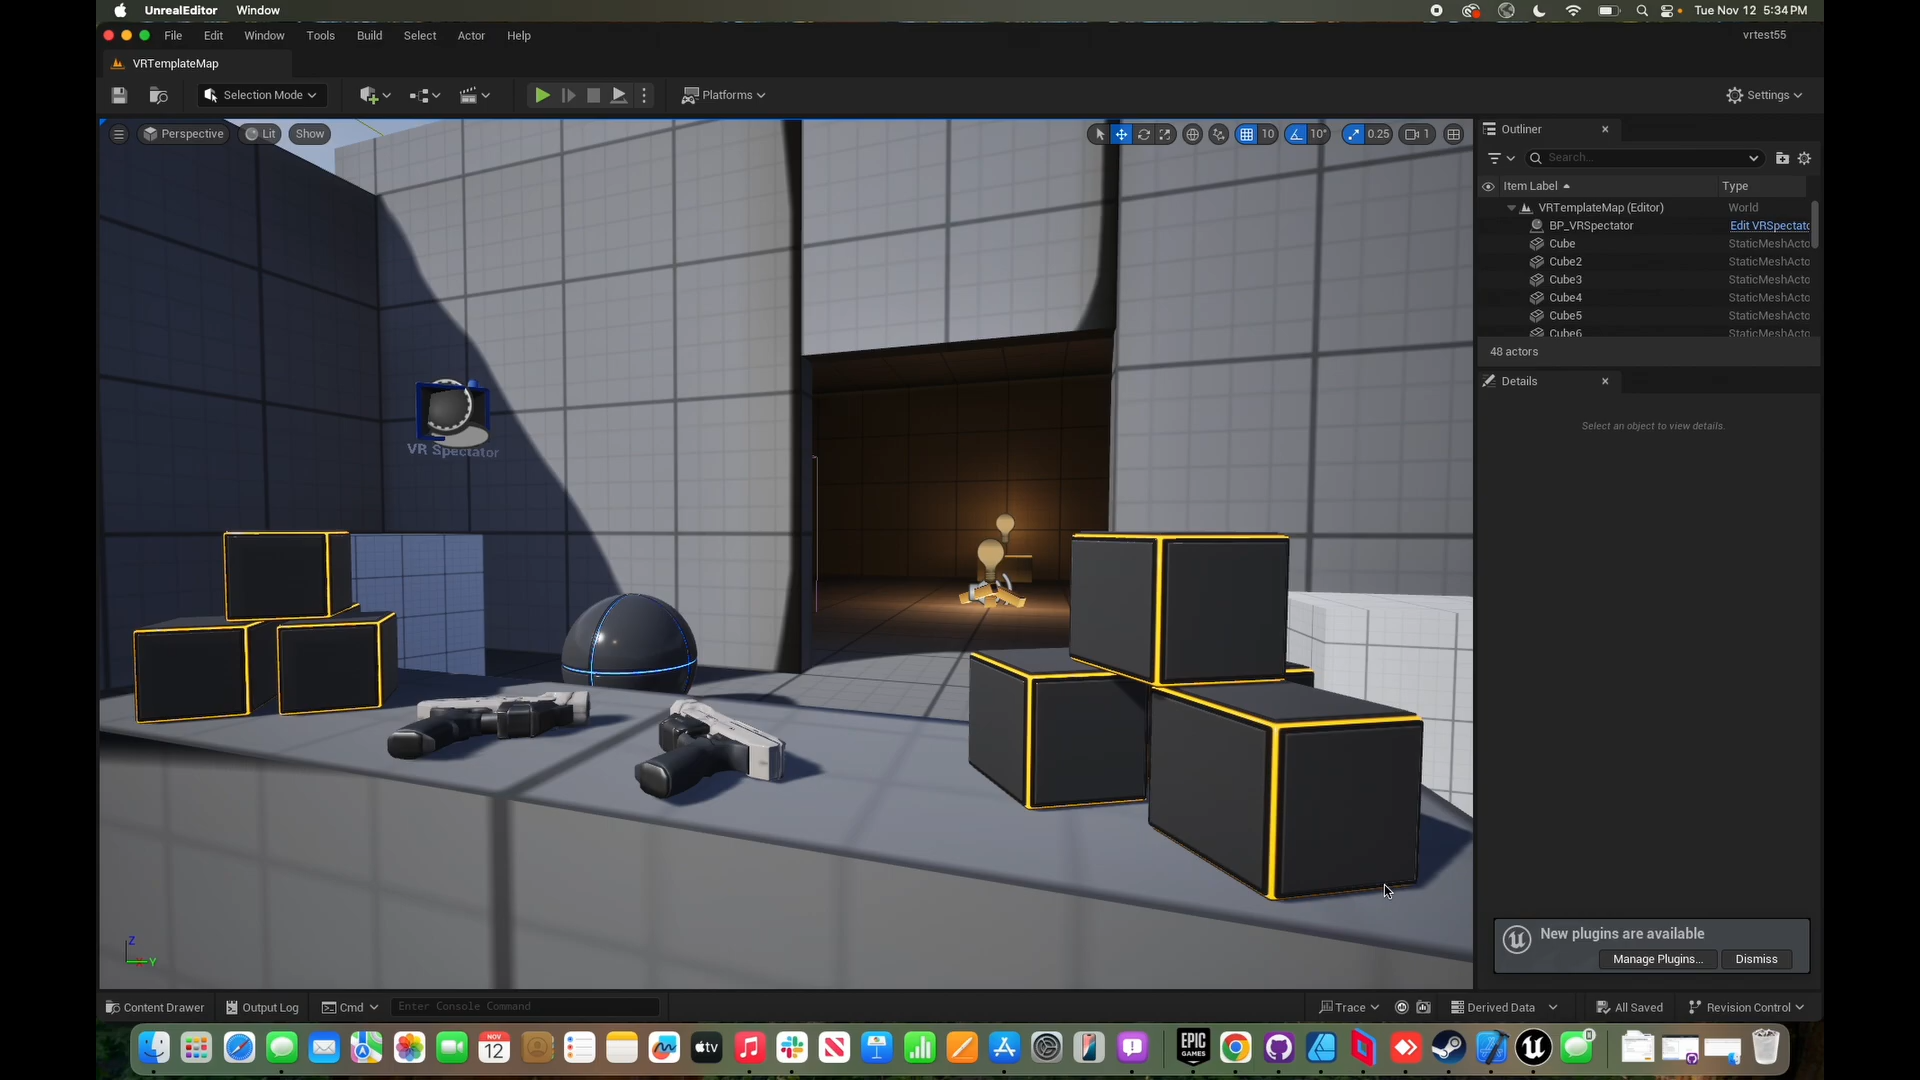 UnrealEditor Window
Tue Nov 12 5:34 PM
File Edit Window Tools Build Select Actor Help
vrtest55
VRTemplateMap
Selection Mode
Platforms
Settings
Perspective Lit Show
10 10° 0.25 1
Outliner
Search...
Item Label Type
VRTemplateMap (Editor) World
BP_VRSpectator Edit VRSpectato
Cube StaticMeshActo
Cube2 StaticMeshActo
Cube3 StaticMeshActo
Cube4 StaticMeshActo
Cube5 StaticMeshActo
Cube6 StaticMeshActo
48 actors
Details
Select an object to view details.
VR Spectator
Z
Y
New plugins are available
Manage Plugins... Dismiss
Content Drawer Output Log Cmd Enter Console Command
Trace Derived Data All Saved Revision Control
NOV
12
tv
EPIC
GAMES